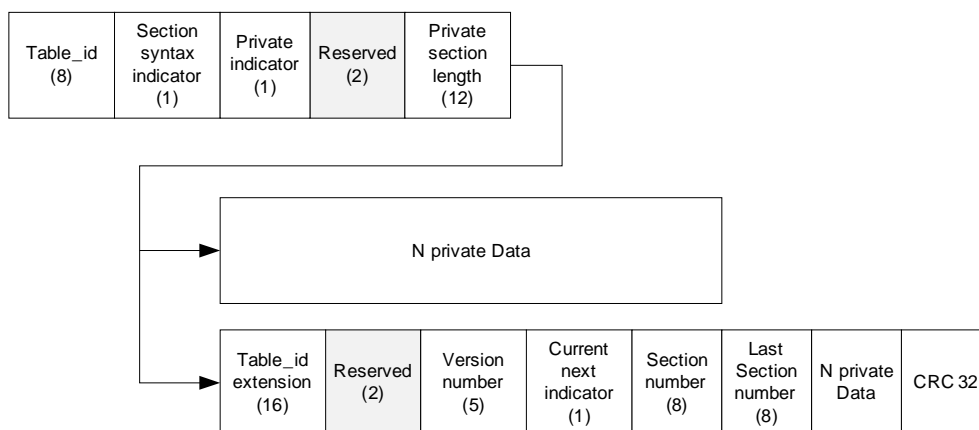 Table_id
(8)
Section
syntax
indicator
(1)
Private
indicator
(1)
Reserved
(2)
Private
section
length
(12)
N private Data
Table_id
extension
(16)
Reserved
(2)
Version
number
(5)
Current
next
indicator
(1)
Section
number
(8)
Last
Section
number
(8)
N private
Data
CRC 32